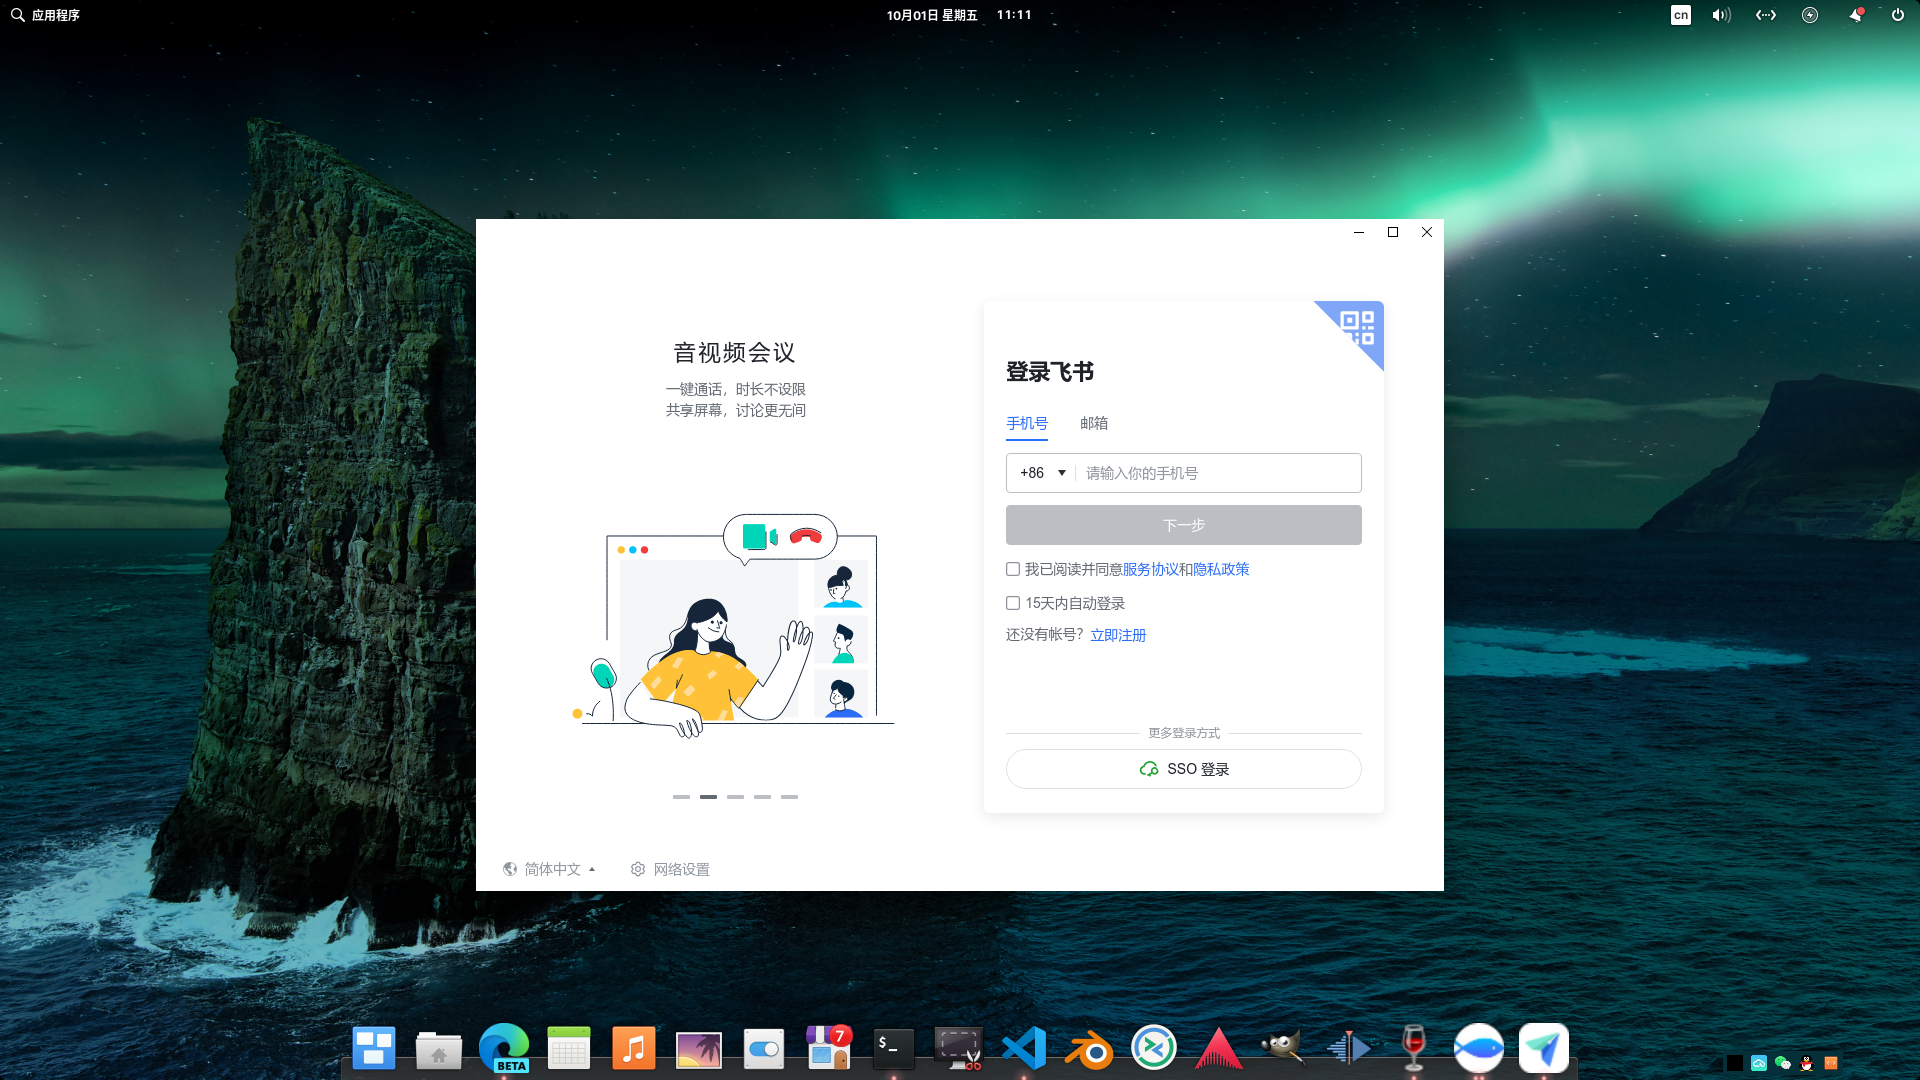 应用程序
10月01日 星期五 11:11
cn
音视频会议
一键通话，时长不设限
共享屏幕，讨论更无间
登录飞书
手机号 邮箱
+86 请输入你的手机号
下一步
我已阅读并同意服务协议和隐私政策
15天内自动登录
还没有帐号？ 立即注册
更多登录方式
SSO 登录
简体中文 网络设置
BETA
7
$_